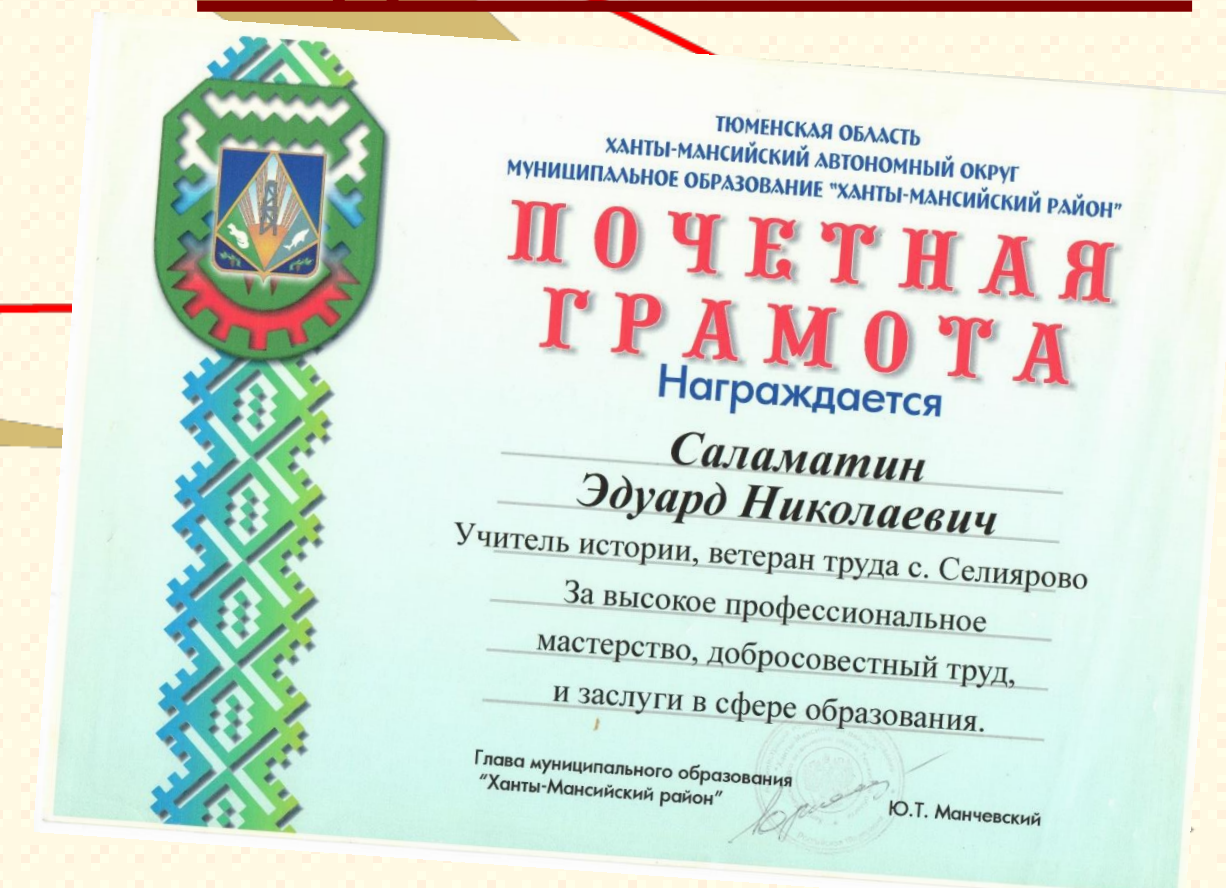 ТЮМЕНСКАЯ ОБЛАСТЬ
ХАНТЫ-МАНСИЙСКИЙ АВТОНОМНЫЙ ОКРУГ
МУНИЦИПАЛЬНОЕ ОБРАЗОВАНИЕ "ХАНТЫ-МАНСИЙСКИЙ РАЙОН"
ПОЧЕТНАЯ
ГРАМОТА
Награждается
Саламатин
Эдуард Николаевич
Учитель истории, ветеран труда с. Селиярово
За высокое профессиональное
мастерство, добросовестный труд,
и заслуги в сфере образования.
Глава муниципального образования
"Ханты-Мансийский район"
Ю.Т. Манчевский